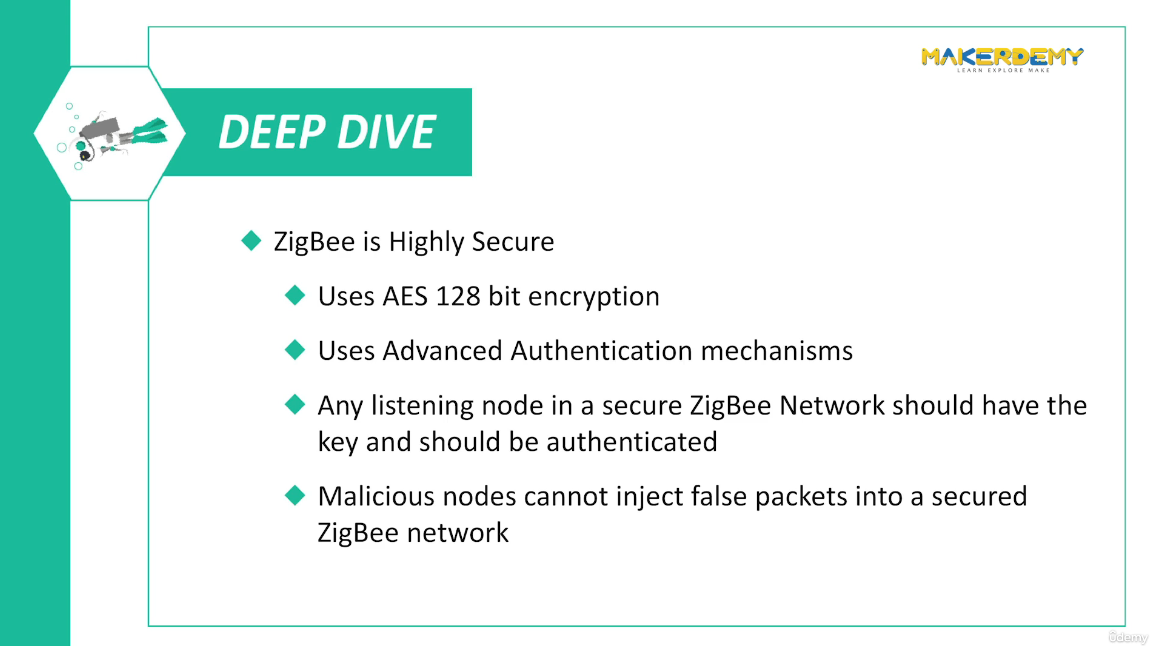 MAKERDEMY
LEARN EXPLORE MAKE
DEEP DIVE
ZigBee is Highly Secure
Uses AES 128 bit encryption
Uses Advanced Authentication mechanisms
Any listening node in a secure ZigBee Network should have the
key and should be authenticated
Malicious nodes cannot inject false packets into a secured
ZigBee network
ûdemy